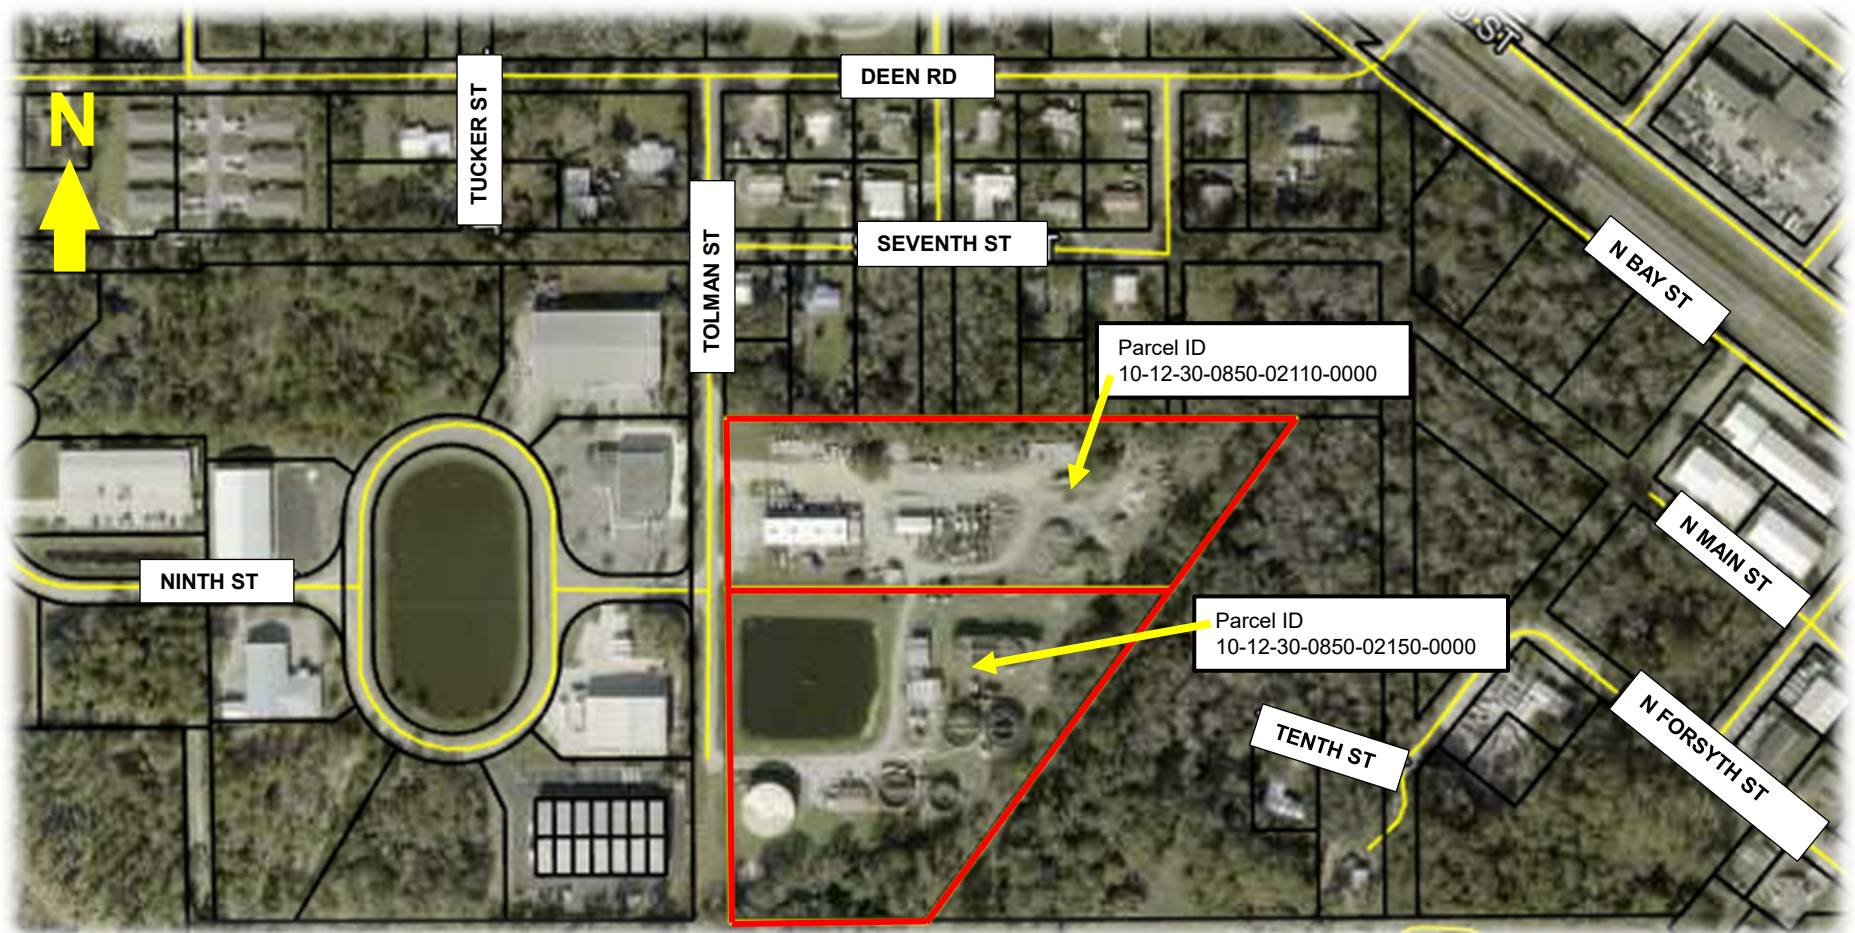 D ST
DEEN RD
TUCKER ST
N
SEVENTH ST
TOLMAN ST
N BAY ST
Parcel ID
10-12-30-0850-02110-0000
N MAIN ST
NINTH ST
Parcel ID
10-12-30-0850-02150-0000
TENTH ST
N FORSYTH ST